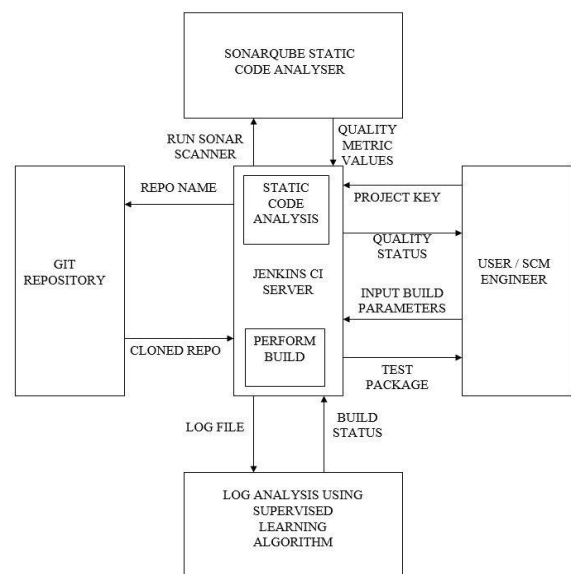 SONARQUBE STATIC
CODE ANALYSER
RUN SONAR
SCANNER
QUALITY
METRIC
VALUES
REPO NAME
STATIC
CODE
ANALYSIS
PROJECT KEY
QUALITY
STATUS
GIT
REPOSITORY
JENKINS CI
SERVER
USER / SCM
ENGINEER
INPUT BUILD
PARAMETERS
CLONED REPO
PERFORM
BUILD
TEST
PACKAGE
LOG FILE
BUILD
STATUS
LOG ANALYSIS USING
SUPERVISED
LEARNING
ALGORITHM